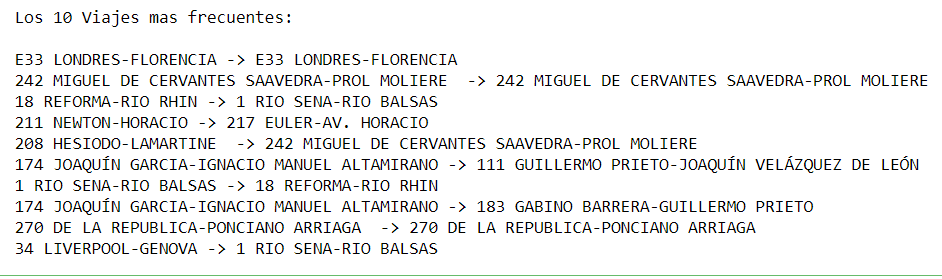 Los 10 Viajes mas frecuentes:
E33 LONDRES-FLORENCIA -> E33 LONDRES-FLORENCIA
242 MIGUEL DE CERVANTES SAAVEDRA-PROL MOLIERE  -> 242 MIGUEL DE CERVANTES SAAVEDRA-PROL MOLIERE
18 REFORMA-RIO RHIN -> 1 RIO SENA-RIO BALSAS
211 NEWTON-HORACIO -> 217 EULER-AV. HORACIO
208 HESIODO-LAMARTINE  -> 242 MIGUEL DE CERVANTES SAAVEDRA-PROL MOLIERE
174 JOAQUÍN GARCIA-IGNACIO MANUEL ALTAMIRANO -> 111 GUILLERMO PRIETO-JOAQUÍN VELÁZQUEZ DE LEÓN
1 RIO SENA-RIO BALSAS -> 18 REFORMA-RIO RHIN
174 JOAQUÍN GARCIA-IGNACIO MANUEL ALTAMIRANO -> 183 GABINO BARRERA-GUILLERMO PRIETO
270 DE LA REPUBLICA-PONCIANO ARRIAGA  -> 270 DE LA REPUBLICA-PONCIANO ARRIAGA
34 LIVERPOOL-GENOVA -> 1 RIO SENA-RIO BALSAS